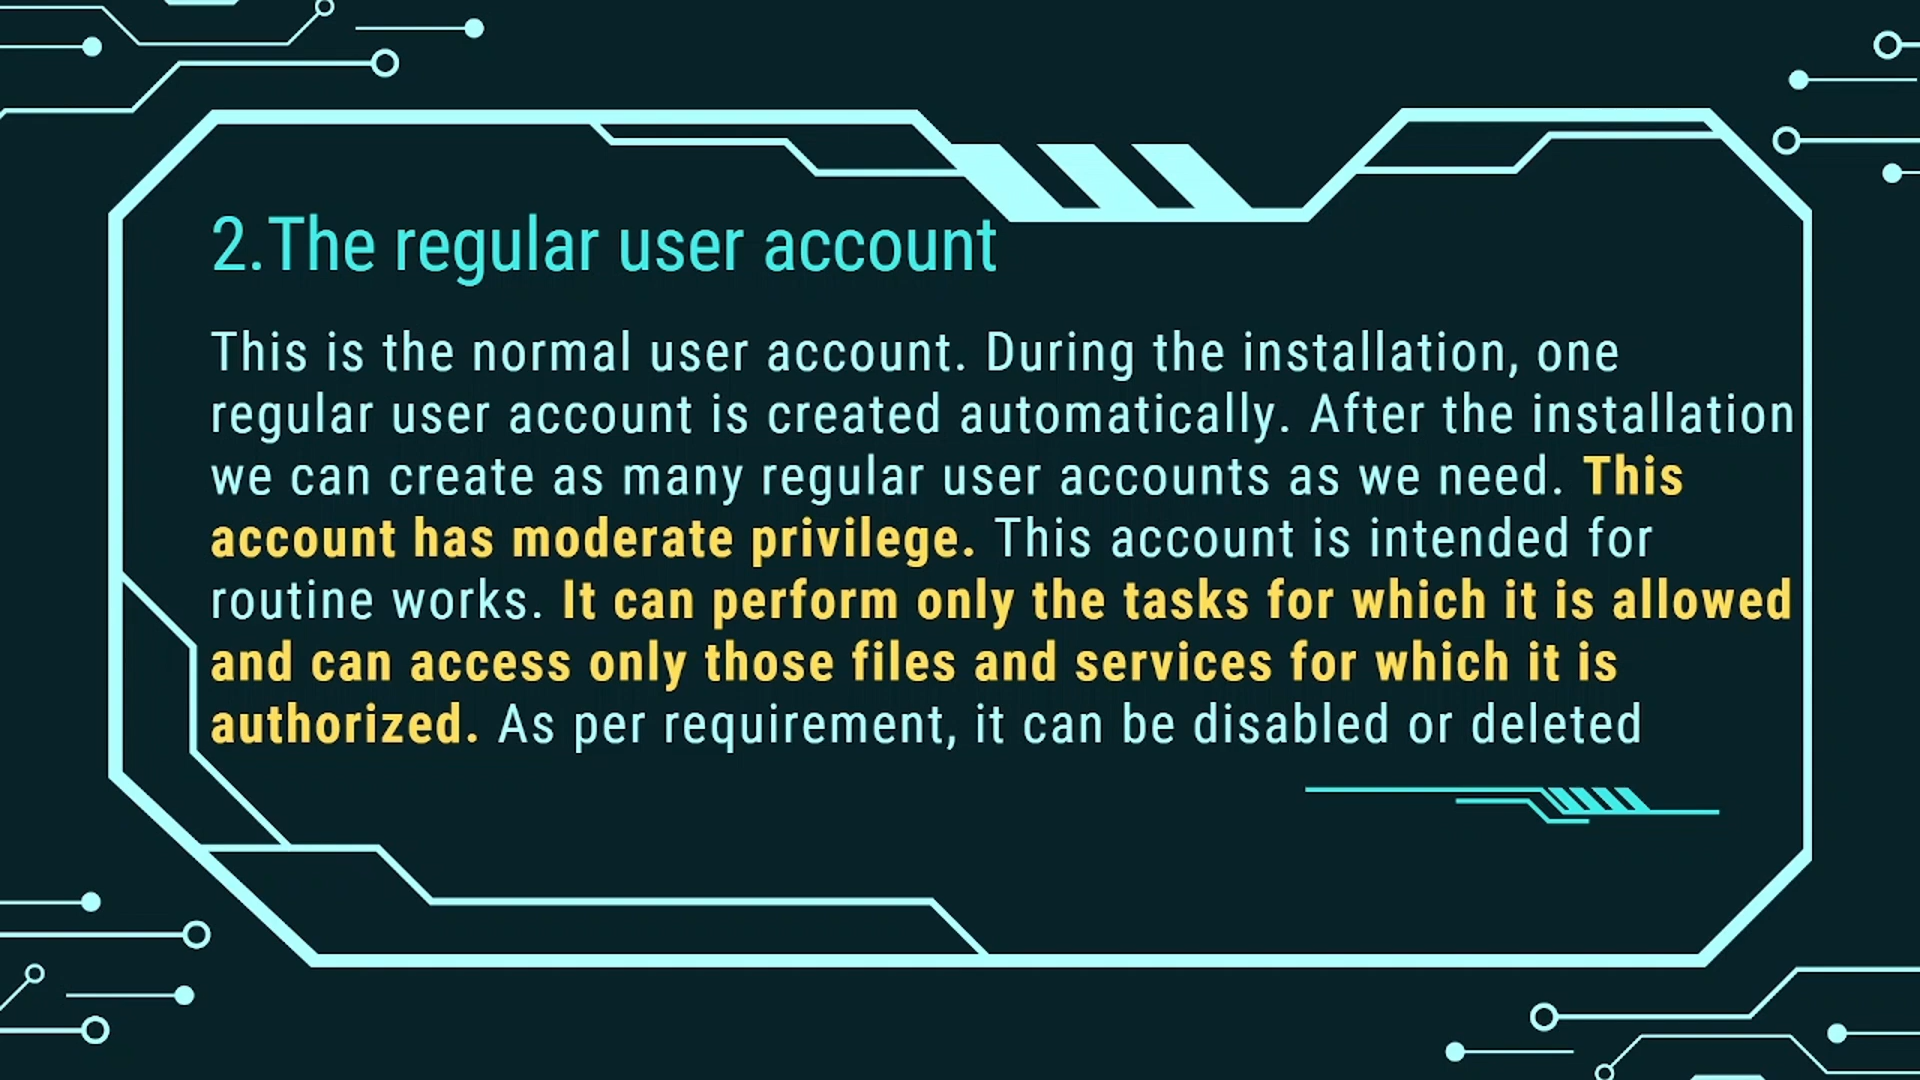 2.The regular user account
This is the normal user account. During the installation, one
regular user account is created automatically. After the installation
we can create as many regular user accounts as we need. This
account has moderate privilege. This account is intended for
routine works. It can perform only the tasks for which it is allowed
and can access only those files and services for which it is
authorized. As per requirement, it can be disabled or deleted